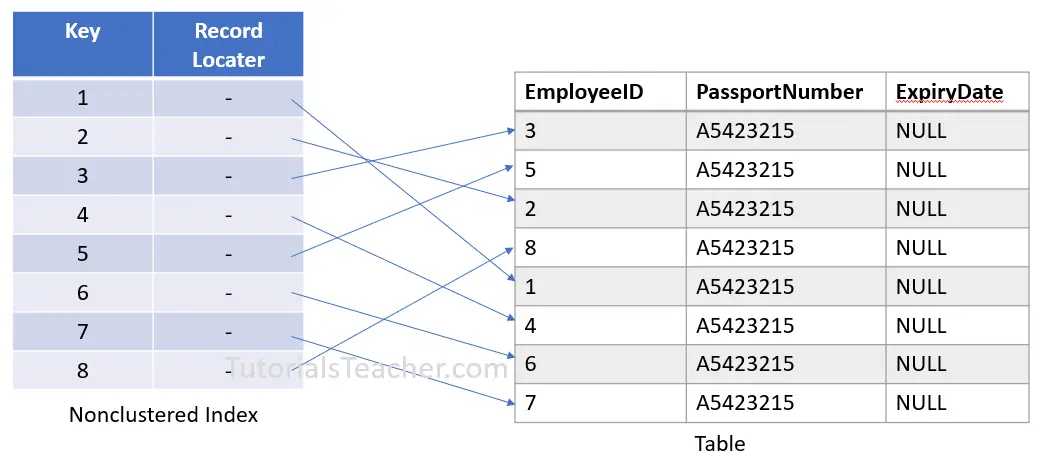 Key Record Locater
1 -
2 -
3 -
4 -
5 -
6 -
7 -
8 -
Nonclustered Index
EmployeeID PassportNumber ExpiryDate
3 A5423215 NULL
5 A5423215 NULL
2 A5423215 NULL
8 A5423215 NULL
1 A5423215 NULL
4 A5423215 NULL
6 A5423215 NULL
7 A5423215 NULL
Table
TutorialsTeacher.com